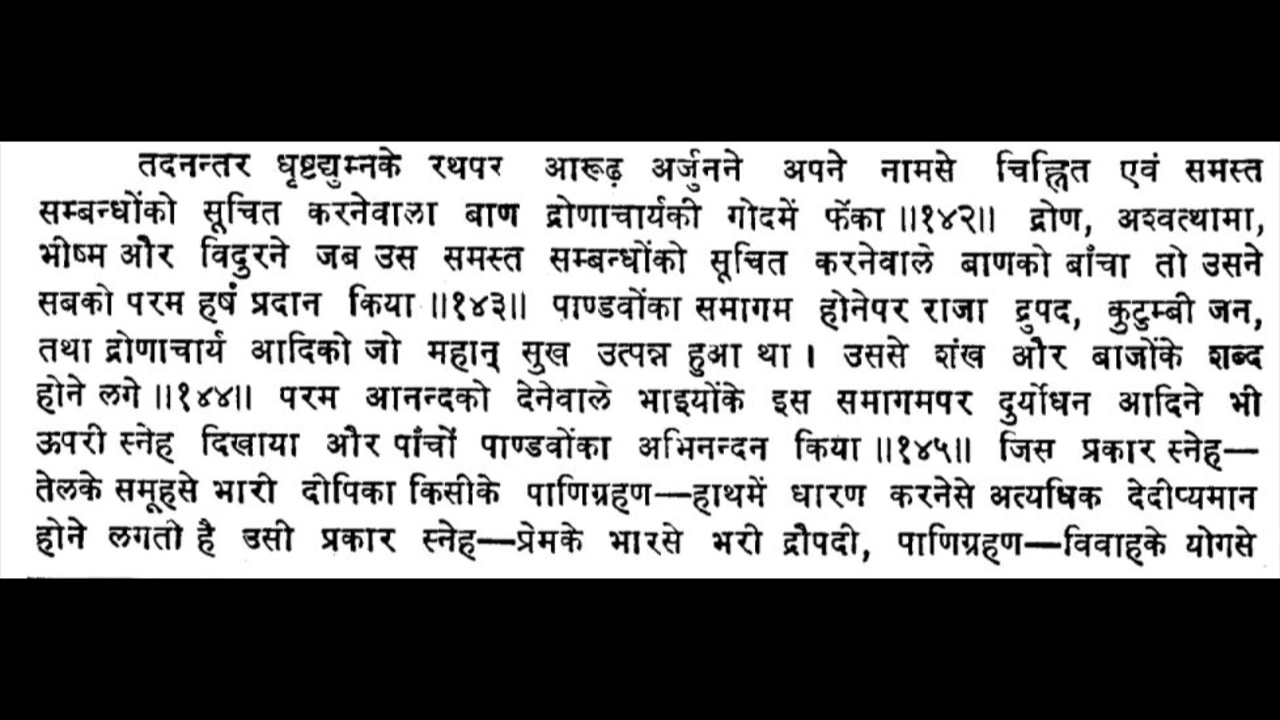 तदनन्तर धृष्टद्युम्नके रथपर आरूढ़ अर्जुनने अपने नामसे चिह्नित एवं समस्त
सम्बन्धोंको सूचित करनेवाला बाण द्रोणाचार्यकी गोदमें फेंका ॥१४२॥ द्रोण, अश्वत्थामा,
भीष्म और विदुरने जब उस समस्त सम्बन्धोंको सूचित करनेवाले बाणको बाँचा तो उसने
सबको परम हर्ष प्रदान किया ॥१४३॥ पाण्डवोंका समागम होनेपर राजा द्रुपद, कुटुम्बी जन,
तथा द्रोणाचार्य आदिको जो महान् सुख उत्पन्न हुआ था । उससे शंख और बाजोंके शब्द
होने लगे ॥१४४॥ परम आनन्दको देनेवाले भाइयोंके इस समागमपर दुर्योधन आदिने भी
ऊपरी स्नेह दिखाया और पाँचों पाण्डवोंका अभिनन्दन किया ॥१४५॥ जिस प्रकार स्नेह—
तेलके समूहसे भारी दीपिका किसीके पाणिग्रहण—हाथमें धारण करनेसे अत्यधिक देदीप्यमान
होने लगती है उसी प्रकार स्नेह—प्रेमके भारसे भरी द्रौपदी, पाणिग्रहण—विवाहके योगसे